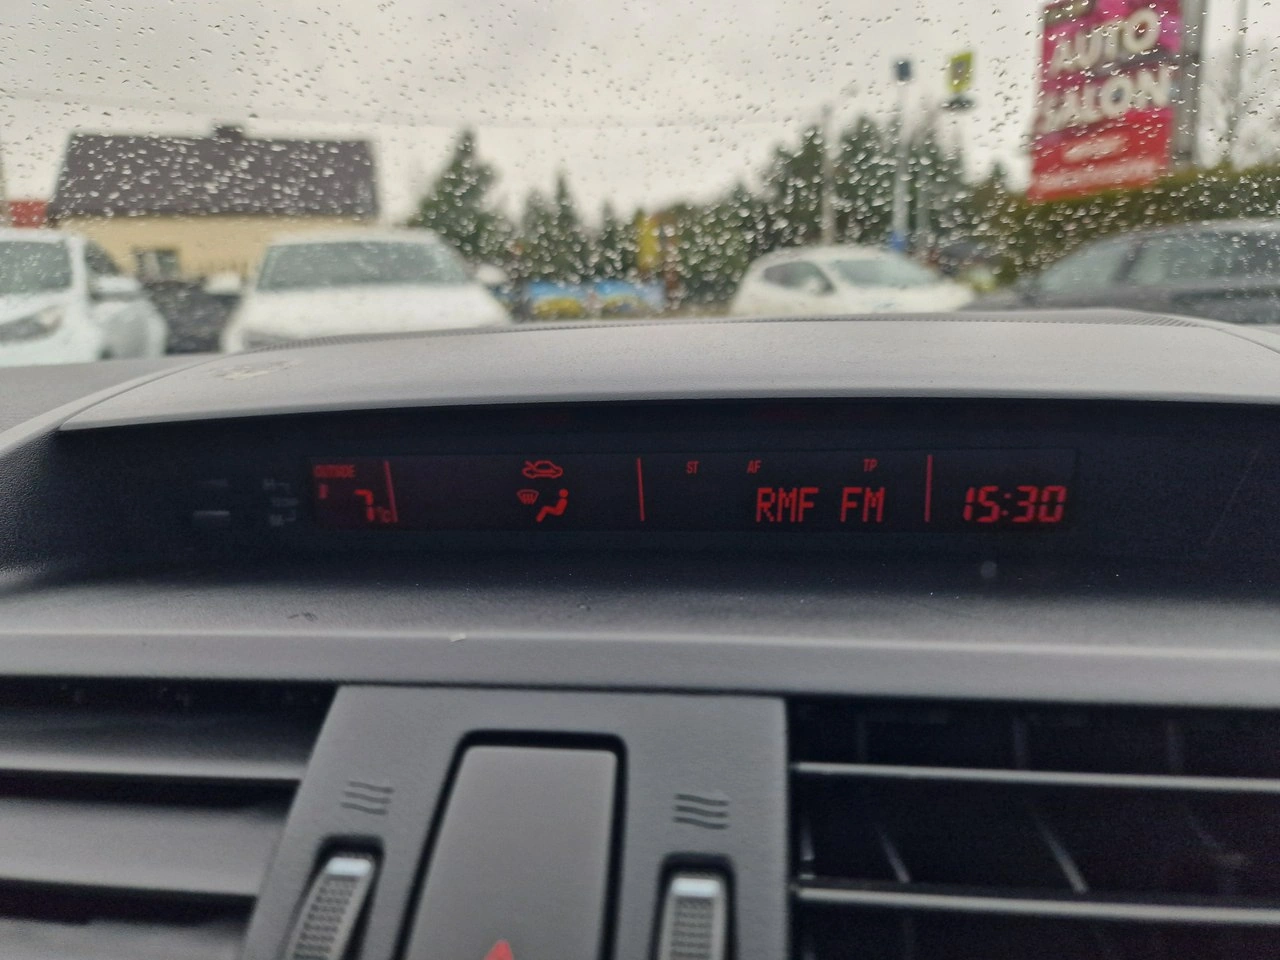 AUTO
SALON
OUTSIDE
7°C
ST AF TP
RMF FM
15:30